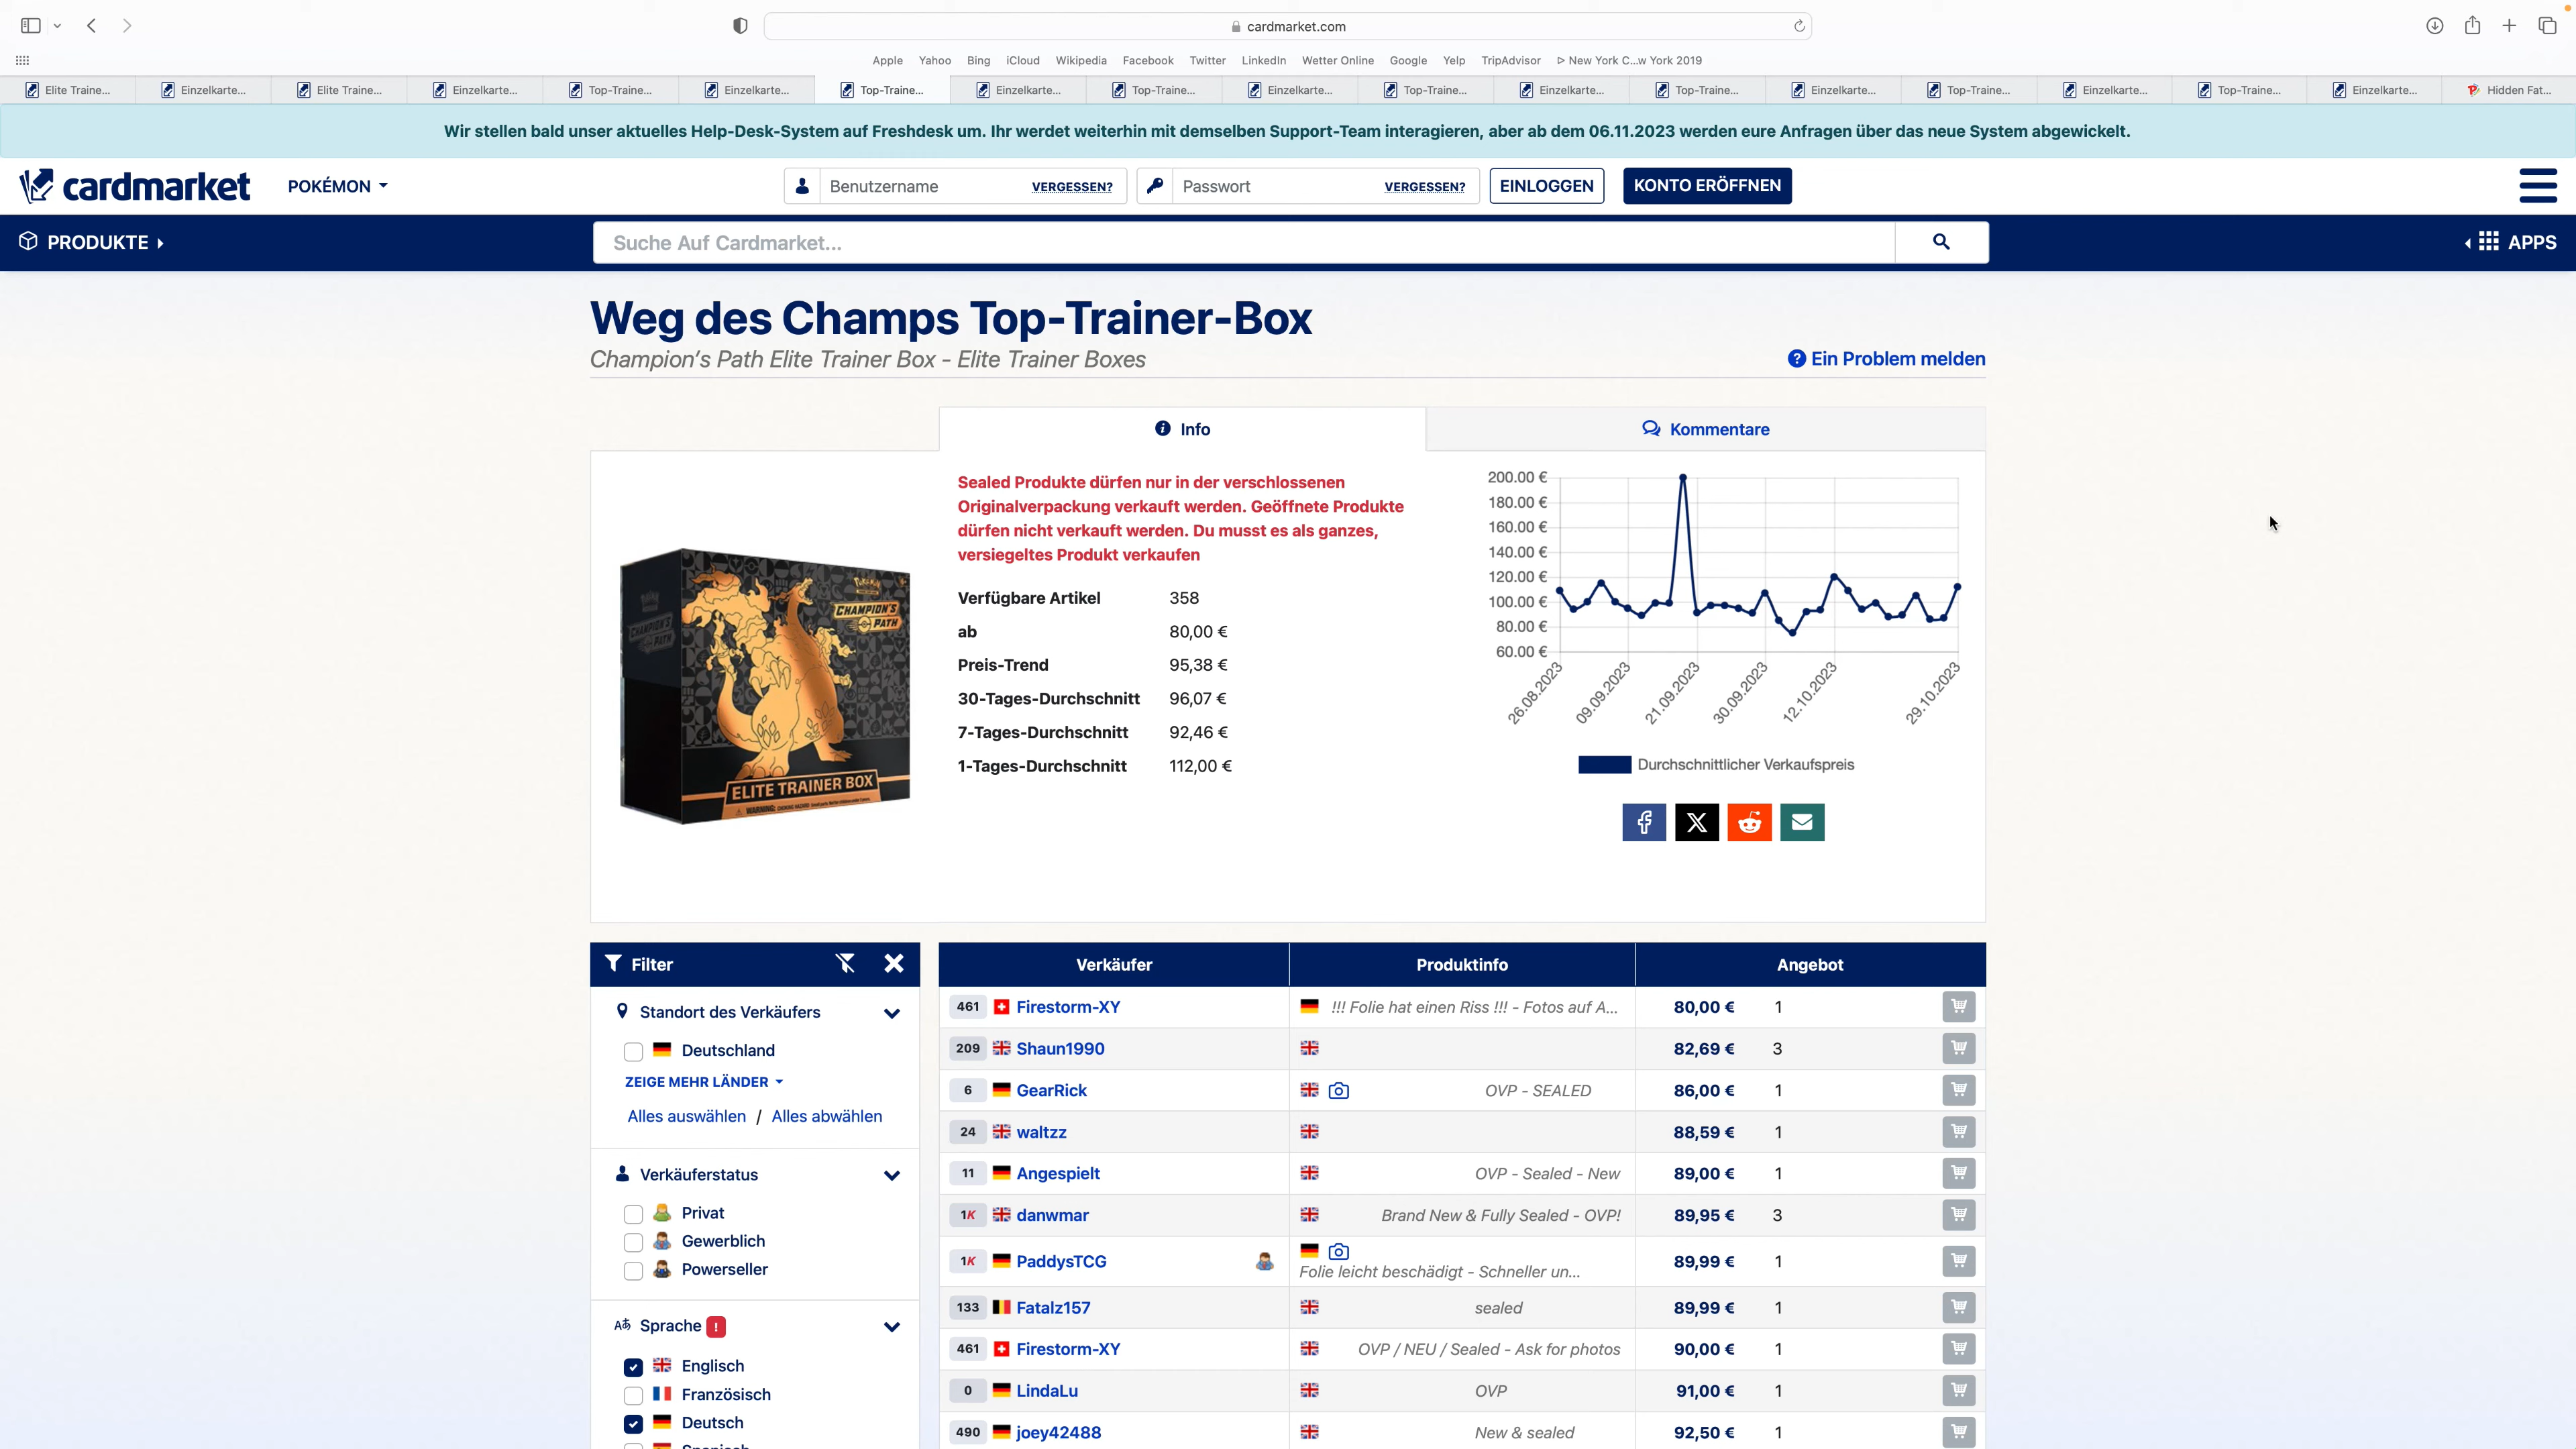 cardmarket.com
Apple Yahoo Bing iCloud Wikipedia Facebook Twitter LinkedIn Wetter Online Google Yelp TripAdvisor ▷ New York C...w York 2019
Elite Traine... Einzelkarte... Elite Traine... Einzelkarte... Top-Traine... Einzelkarte... Top-Traine... Einzelkarte... Top-Traine... Einzelkarte... Top-Traine... Einzelkarte... Top-Traine... Einzelkarte... Top-Traine... Einzelkarte... Top-Traine... Einzelkarte... Hidden Fat...
Wir stellen bald unser aktuelles Help-Desk-System auf Freshdesk um. Ihr werdet weiterhin mit demselben Support-Team interagieren, aber ab dem 06.11.2023 werden eure Anfragen über das neue System abgewickelt.
cardmarket POKÉMON Benutzername VERGESSEN? Passwort VERGESSEN? EINLOGGEN KONTO ERÖFFNEN
PRODUKTE Suche Auf Cardmarket... APPS
Weg des Champs Top-Trainer-Box
Champion's Path Elite Trainer Box - Elite Trainer Boxes
Ein Problem melden
Info Kommentare
Sealed Produkte dürfen nur in der verschlossenen
Originalverpackung verkauft werden. Geöffnete Produkte
dürfen nicht verkauft werden. Du musst es als ganzes,
versiegeltes Produkt verkaufen
Verfügbare Artikel 358
ab 80,00 €
Preis-Trend 95,38 €
30-Tages-Durchschnitt 96,07 €
7-Tages-Durchschnitt 92,46 €
1-Tages-Durchschnitt 112,00 €
POKÉMON
CHAMPION'S
PATH
CHAMPION'S
PATH
ELITE TRAINER BOX
200.00 €
180.00 €
160.00 €
140.00 €
120.00 €
100.00 €
80.00 €
60.00 €
26.08.2023 09.09.2023 21.09.2023 30.09.2023 12.10.2023 29.10.2023
Durchschnittlicher Verkaufspreis
Filter
Standort des Verkäufers
Deutschland
ZEIGE MEHR LÄNDER
Alles auswählen / Alles abwählen
Verkäuferstatus
Privat
Gewerblich
Powerseller
Sprache !
Englisch
Französisch
Deutsch
Verkäufer Produktinfo Angebot
461 Firestorm-XY !!! Folie hat einen Riss !!! - Fotos auf A... 80,00 € 1
209 Shaun1990 82,69 € 3
6 GearRick OVP - SEALED 86,00 € 1
24 waltzz 88,59 € 1
11 Angespielt OVP - Sealed - New 89,00 € 1
1K danwmar Brand New & Fully Sealed - OVP! 89,95 € 3
1K PaddysTCG Folie leicht beschädigt - Schneller un... 89,99 € 1
133 Fatalz157 sealed 89,99 € 1
461 Firestorm-XY OVP / NEU / Sealed - Ask for photos 90,00 € 1
0 LindaLu OVP 91,00 € 1
490 joey42488 New & sealed 92,50 € 1